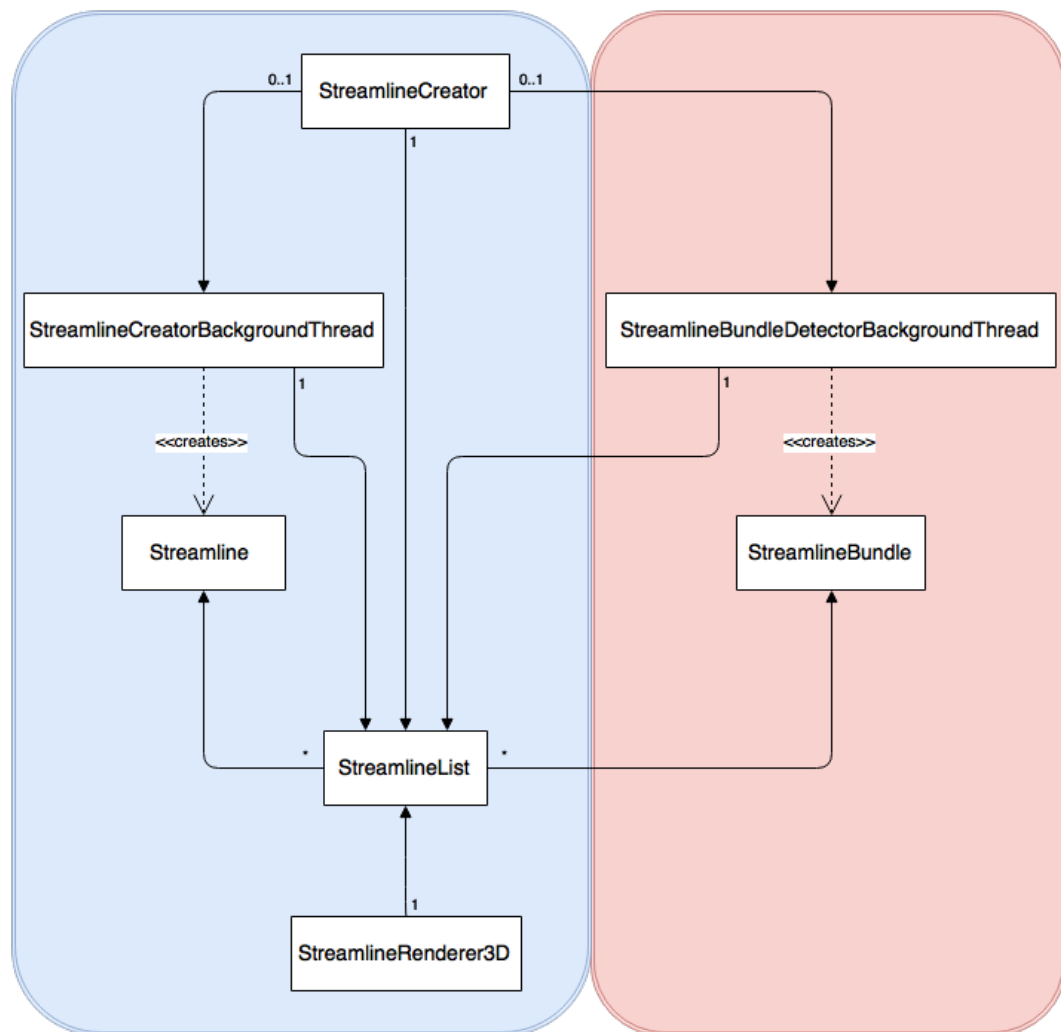 0..1
StreamlineCreator
0..1
1
StreamlineCreatorBackgroundThread
StreamlineBundleDetectorBackgroundThread
1
1
<<creates>>
<<creates>>
Streamline
StreamlineBundle
*
StreamlineList
*
1
StreamlineRenderer3D